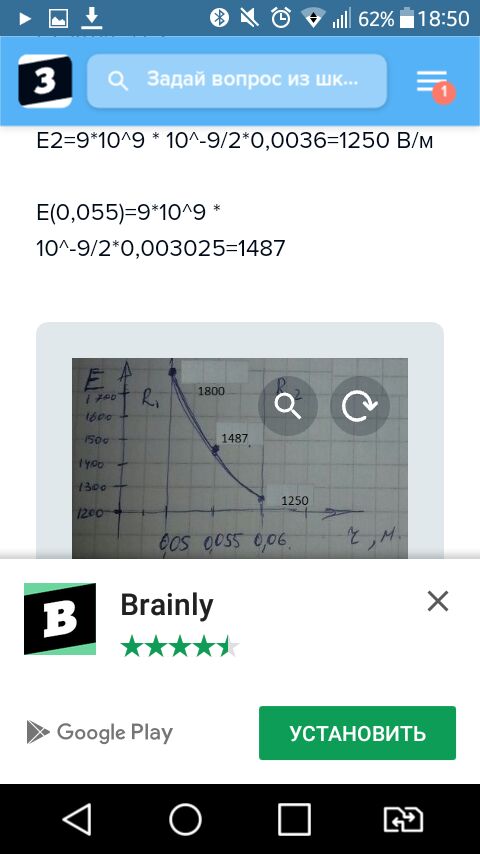 62% 18:50
З
Задай вопрос из шк...
1
E2=9*10^9 * 10^-9/2*0,0036=1250 В/м
E(0,055)=9*10^9 *
10^-9/2*0,003025=1487
E
1700
R₁
1800
R₂
1600
1500
1487
1400
1300
1250
1200
0,05 0,055 0,06
r, м.
B
Brainly
Google Play
УСТАНОВИТЬ